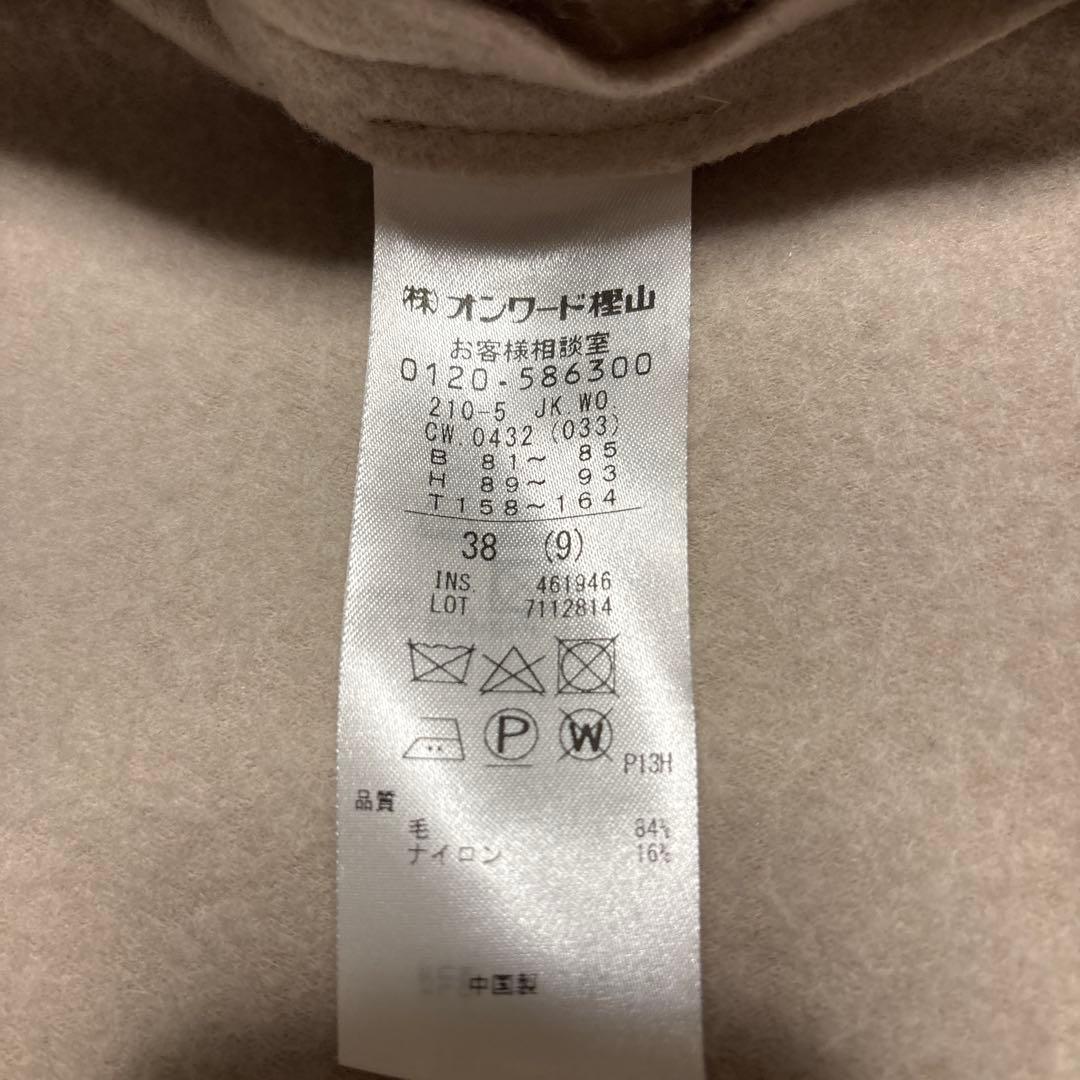 ㈱オンワード樫山
お客様相談室
0120-586300
210-5 JK WO
CW 0432 (033)
B 81～ 85
H 89～ 93
T158～164
38 (9)
INS 461946
LOT 7112814
P W
P13H
品質
毛 84%
ナイロン 16%
中国製